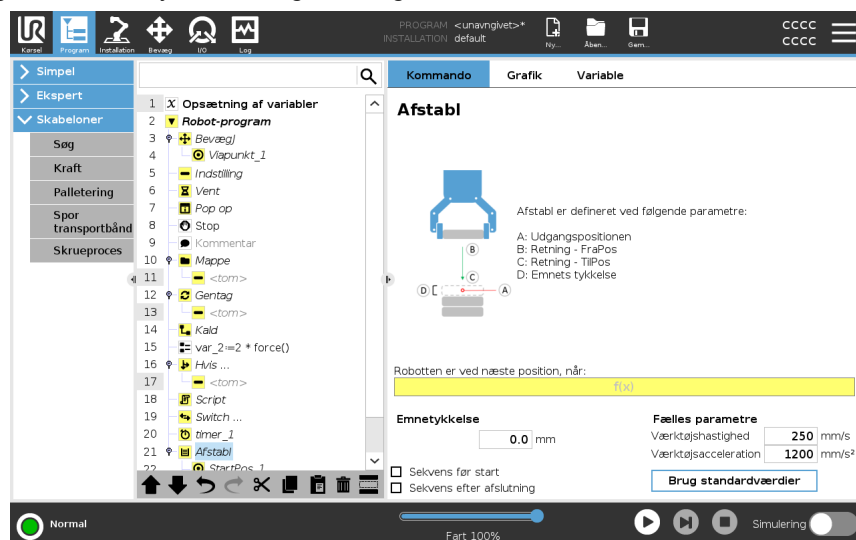 PROGRAM <unavngivet>*
INSTALLATION default
CCCC
CCCC
Kørsel
Program
Installation
Bevæg
I/O
Log
Ny...
Åben...
Gem...
Simpel
Ekspert
Skabeloner
Søg
Kraft
Palletering
Spor
transportbånd
Skrueproces
1 X Opsætning af variabler
2 Robot-program
3 BevægJ
4 Viapunkt_1
5 Indstilling
6 Vent
7 Pop op
8 Stop
9 Kommentar
10 Mappe
11 <tom>
12 Gentag
13 <tom>
14 Kald
15 var_2:=2 * force()
16 Hvis ...
17 <tom>
18 Script
19 Switch ...
20 timer_1
21 Afstabl
22 StartPos_1
Kommando Grafik Variable
Afstabl
B
C
D
A
Afstabl er defineret ved følgende parametre:
A: Udgangspositionen
B: Retning - FraPos
C: Retning - TilPos
D: Emnets tykkelse
Robotten er ved næste position, når:
f(x)
Emnetykkelse
0.0 mm
Sekvens før start
Sekvens efter afslutning
Fælles parametre
Værktøjshastighed 250 mm/s
Værktøjsacceleration 1200 mm/s²
Brug standardværdier
Normal
Fart 100%
Simulering